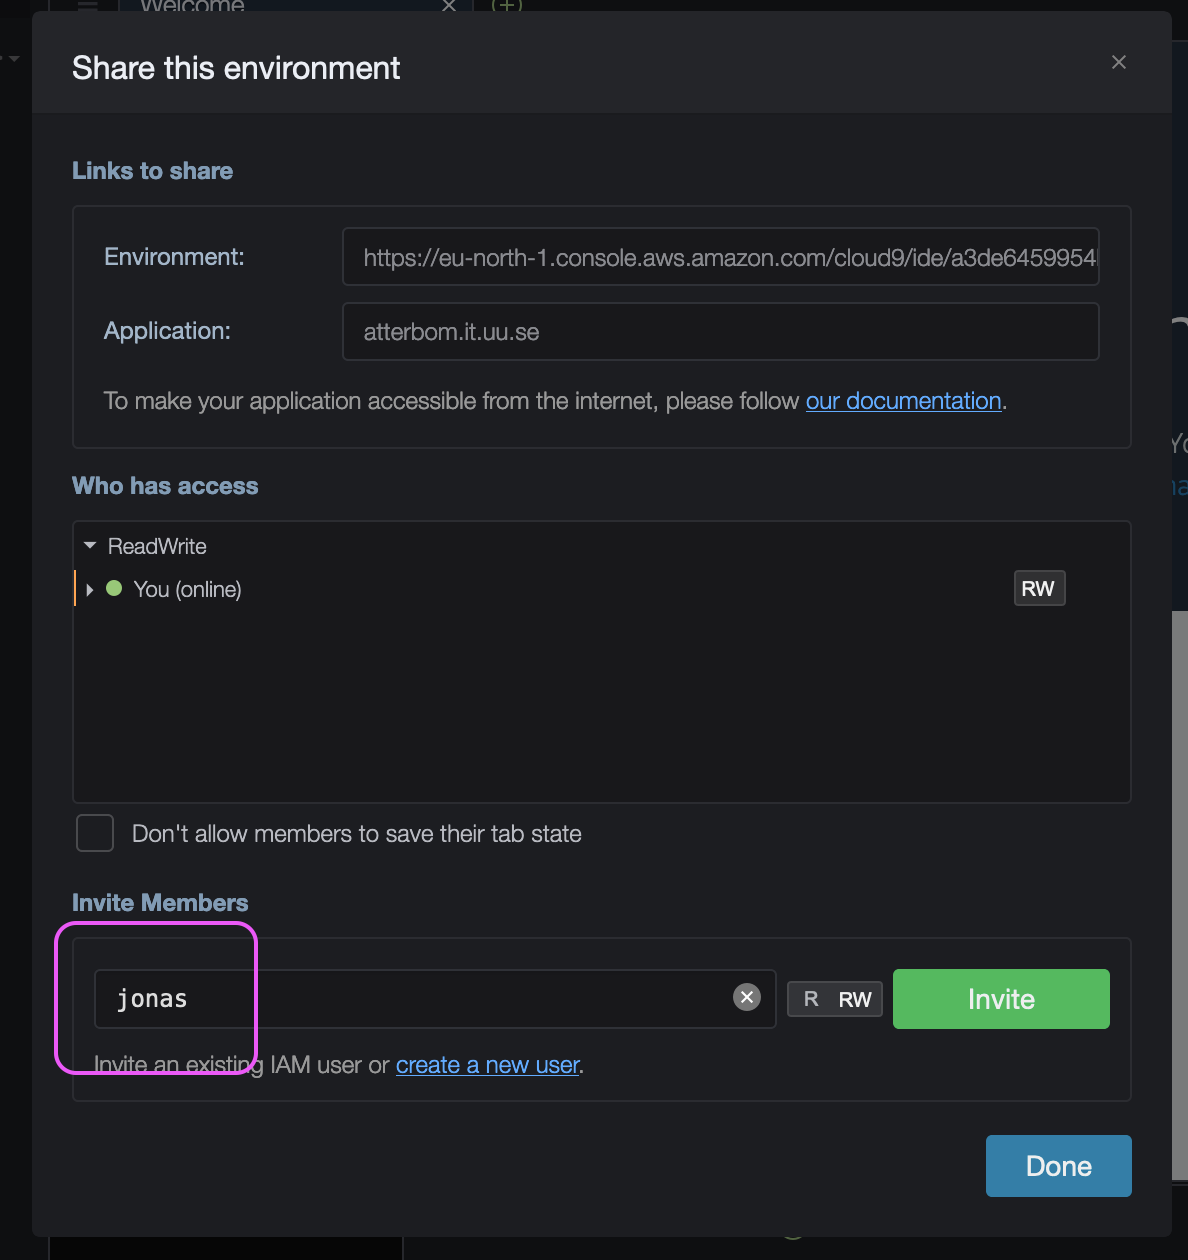 Welcome
Share this environment
Links to share
Environment:
https://eu-north-1.console.aws.amazon.com/cloud9/ide/a3de6459954
Application:
atterbom.it.uu.se
To make your application accessible from the internet, please follow our documentation.
Who has access
ReadWrite
You (online)
RW
Don't allow members to save their tab state
Invite Members
jonas
R RW
Invite
Invite an existing IAM user or create a new user.
Done